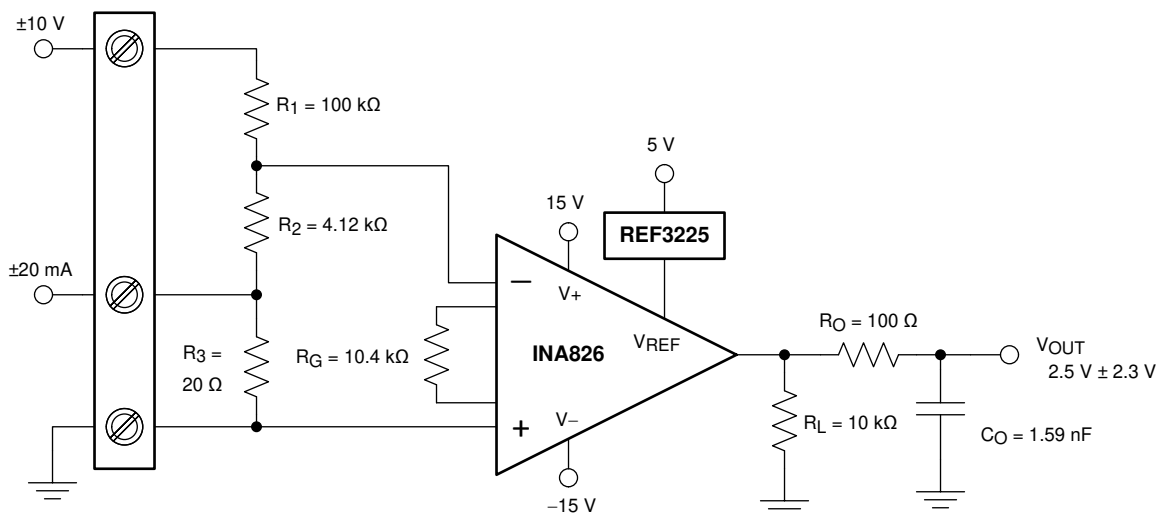 ±10 V
R1 = 100 kΩ
5 V
15 V
R2 = 4.12 kΩ
REF3225
±20 mA
−
V+
RO = 100 Ω
R3 =
20 Ω
RG = 10.4 kΩ
INA826
VREF
VOUT
2.5 V ± 2.3 V
+
V−
RL = 10 kΩ
CO = 1.59 nF
−15 V